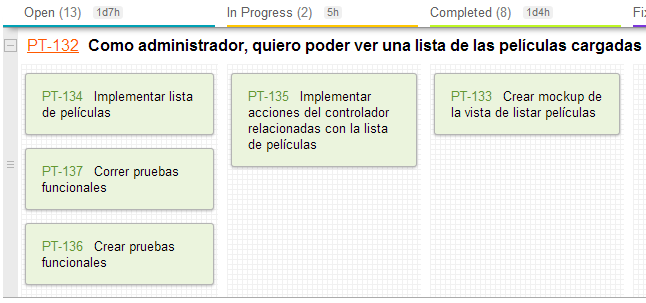 Open (13) 1d7h
In Progress (2) 5h
Completed (8) 1d4h
Fi
PT-132 Como administrador, quiero poder ver una lista de las películas cargadas
PT-134 Implementar lista
de películas
PT-137 Correr pruebas
funcionales
PT-136 Crear pruebas
funcionales
PT-135 Implementar
acciones del controlador
relacionadas con la lista
de películas
PT-133 Crear mockup de
la vista de listar películas